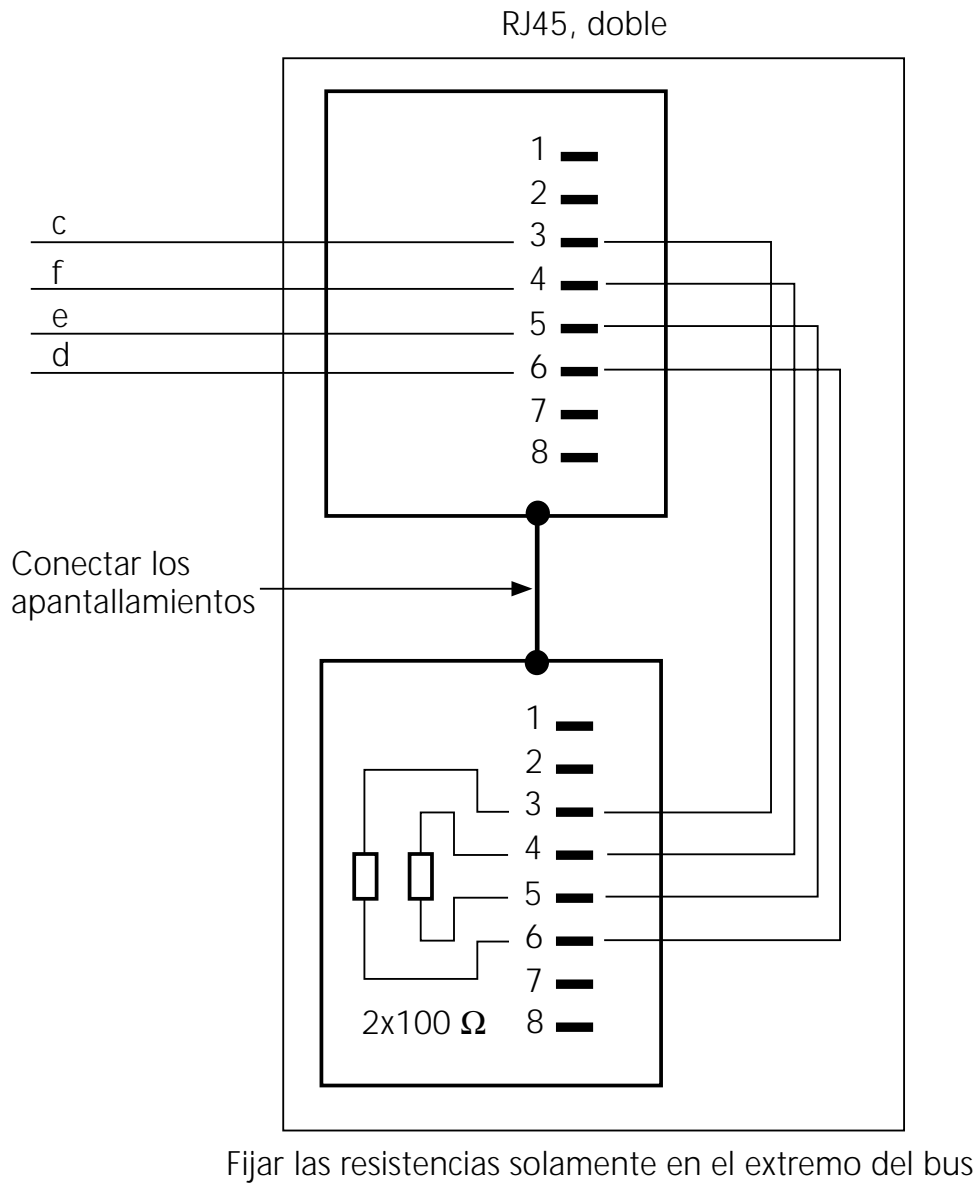 RJ45, doble
1
2
c
3
f
4
e
5
d
6
7
8
Conectar los
apantallamientos
1
2
3
4
5
6
7
2x100 Ω
8
Fijar las resistencias solamente en el extremo del bus